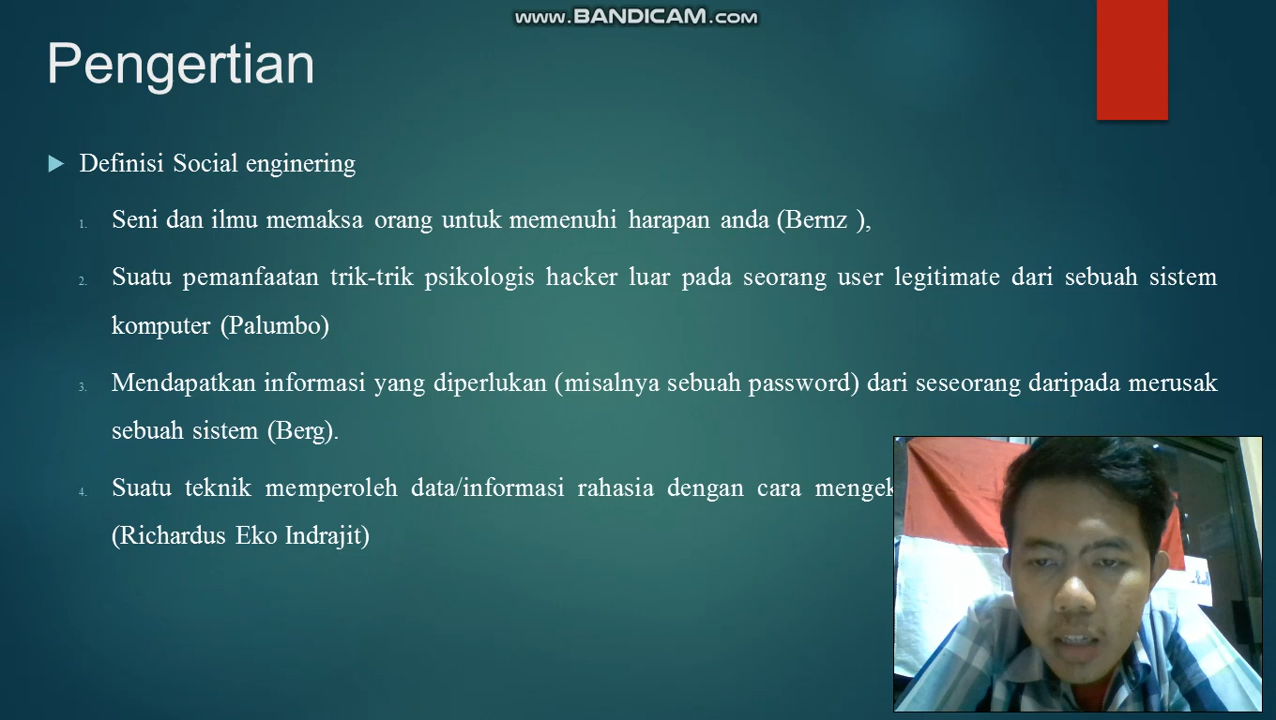 www.BANDICAM.com
Pengertian
Definisi Social enginering
1. Seni dan ilmu memaksa orang untuk memenuhi harapan anda (Bernz ),
2. Suatu pemanfaatan trik-trik psikologis hacker luar pada seorang user legitimate dari sebuah sistem
komputer (Palumbo)
3. Mendapatkan informasi yang diperlukan (misalnya sebuah password) dari seseorang daripada merusak
sebuah sistem (Berg).
4. Suatu teknik memperoleh data/informasi rahasia dengan cara
(Richardus Eko Indrajit)